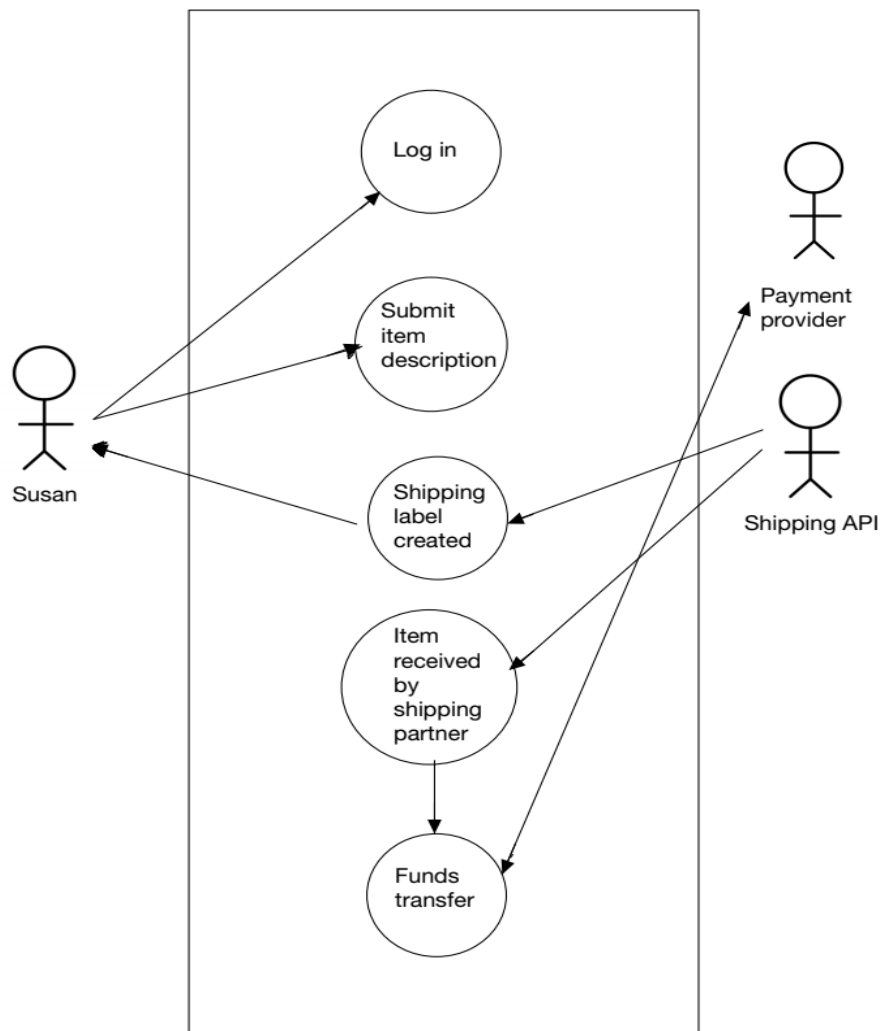 Log in
Submit
item
description
Shipping
label
created
Item
received
by
shipping
partner
Funds
transfer
Susan
Payment
provider
Shipping API